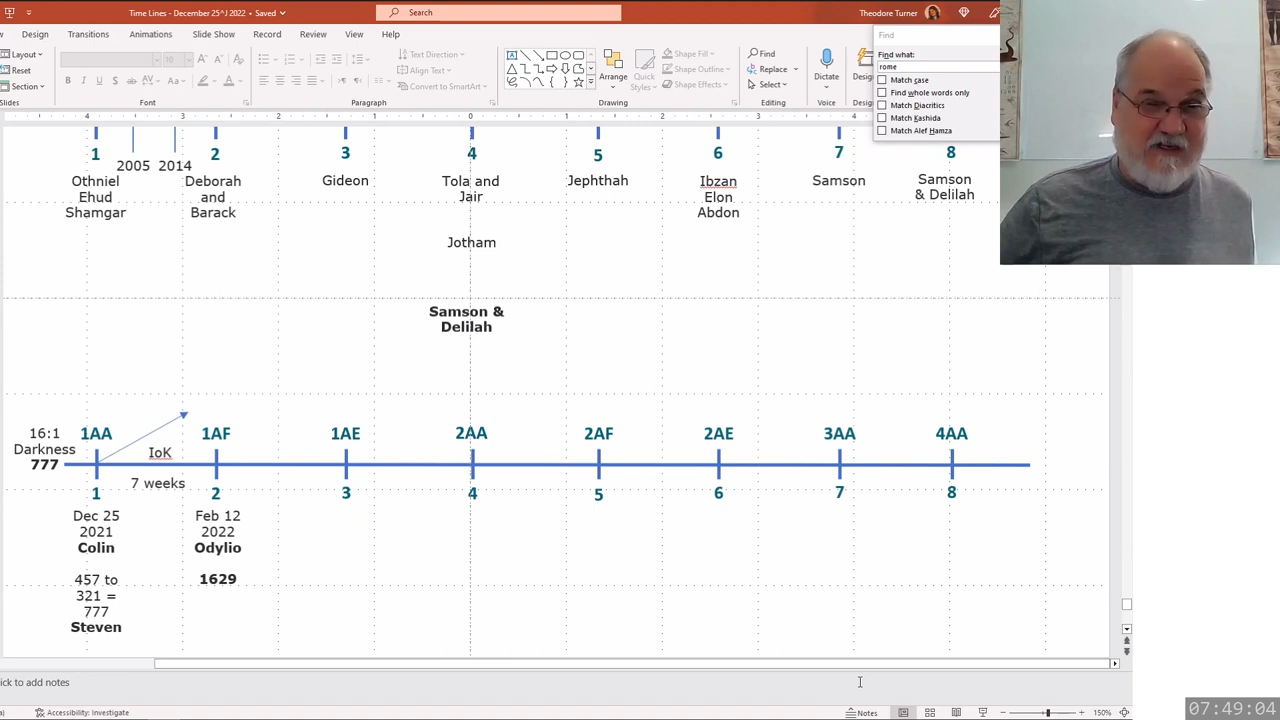 Time Lines - December 25^J 2022 • Saved
Search
Theodore Turner
Design Transitions Animations Slide Show Record Review View Help
Layout
Reset
Section
Text Direction
Align Text
Convert to SmartArt
Arrange
Quick Styles
Shape Fill
Shape Outline
Shape Effects
Find
Replace
Select
Dictate
Slides Font Paragraph Drawing Editing Voice
Find
Find what:
rome
Match case
Find whole words only
Match Diacritics
Match Kashida
Match Alef Hamza
1 2005 2014 2 3 4 5 6 7 8
Othniel
Ehud
Shamgar
Deborah
and
Barack
Gideon
Tola and
Jair
Jephthah
Ibzan
Elon
Abdon
Samson
Samson
& Delilah
Jotham
Samson &
Delilah
16:1
Darkness
777
1AA 1AF 1AE 2AA 2AF 2AE 3AA 4AA
IoK
7 weeks
1 2 3 4 5 6 7 8
Dec 25
2021
Colin
457 to
321 =
777
Steven
Feb 12
2022
Odylio
1629
ick to add notes
Accessibility: Investigate
Notes
150%
07:49:04